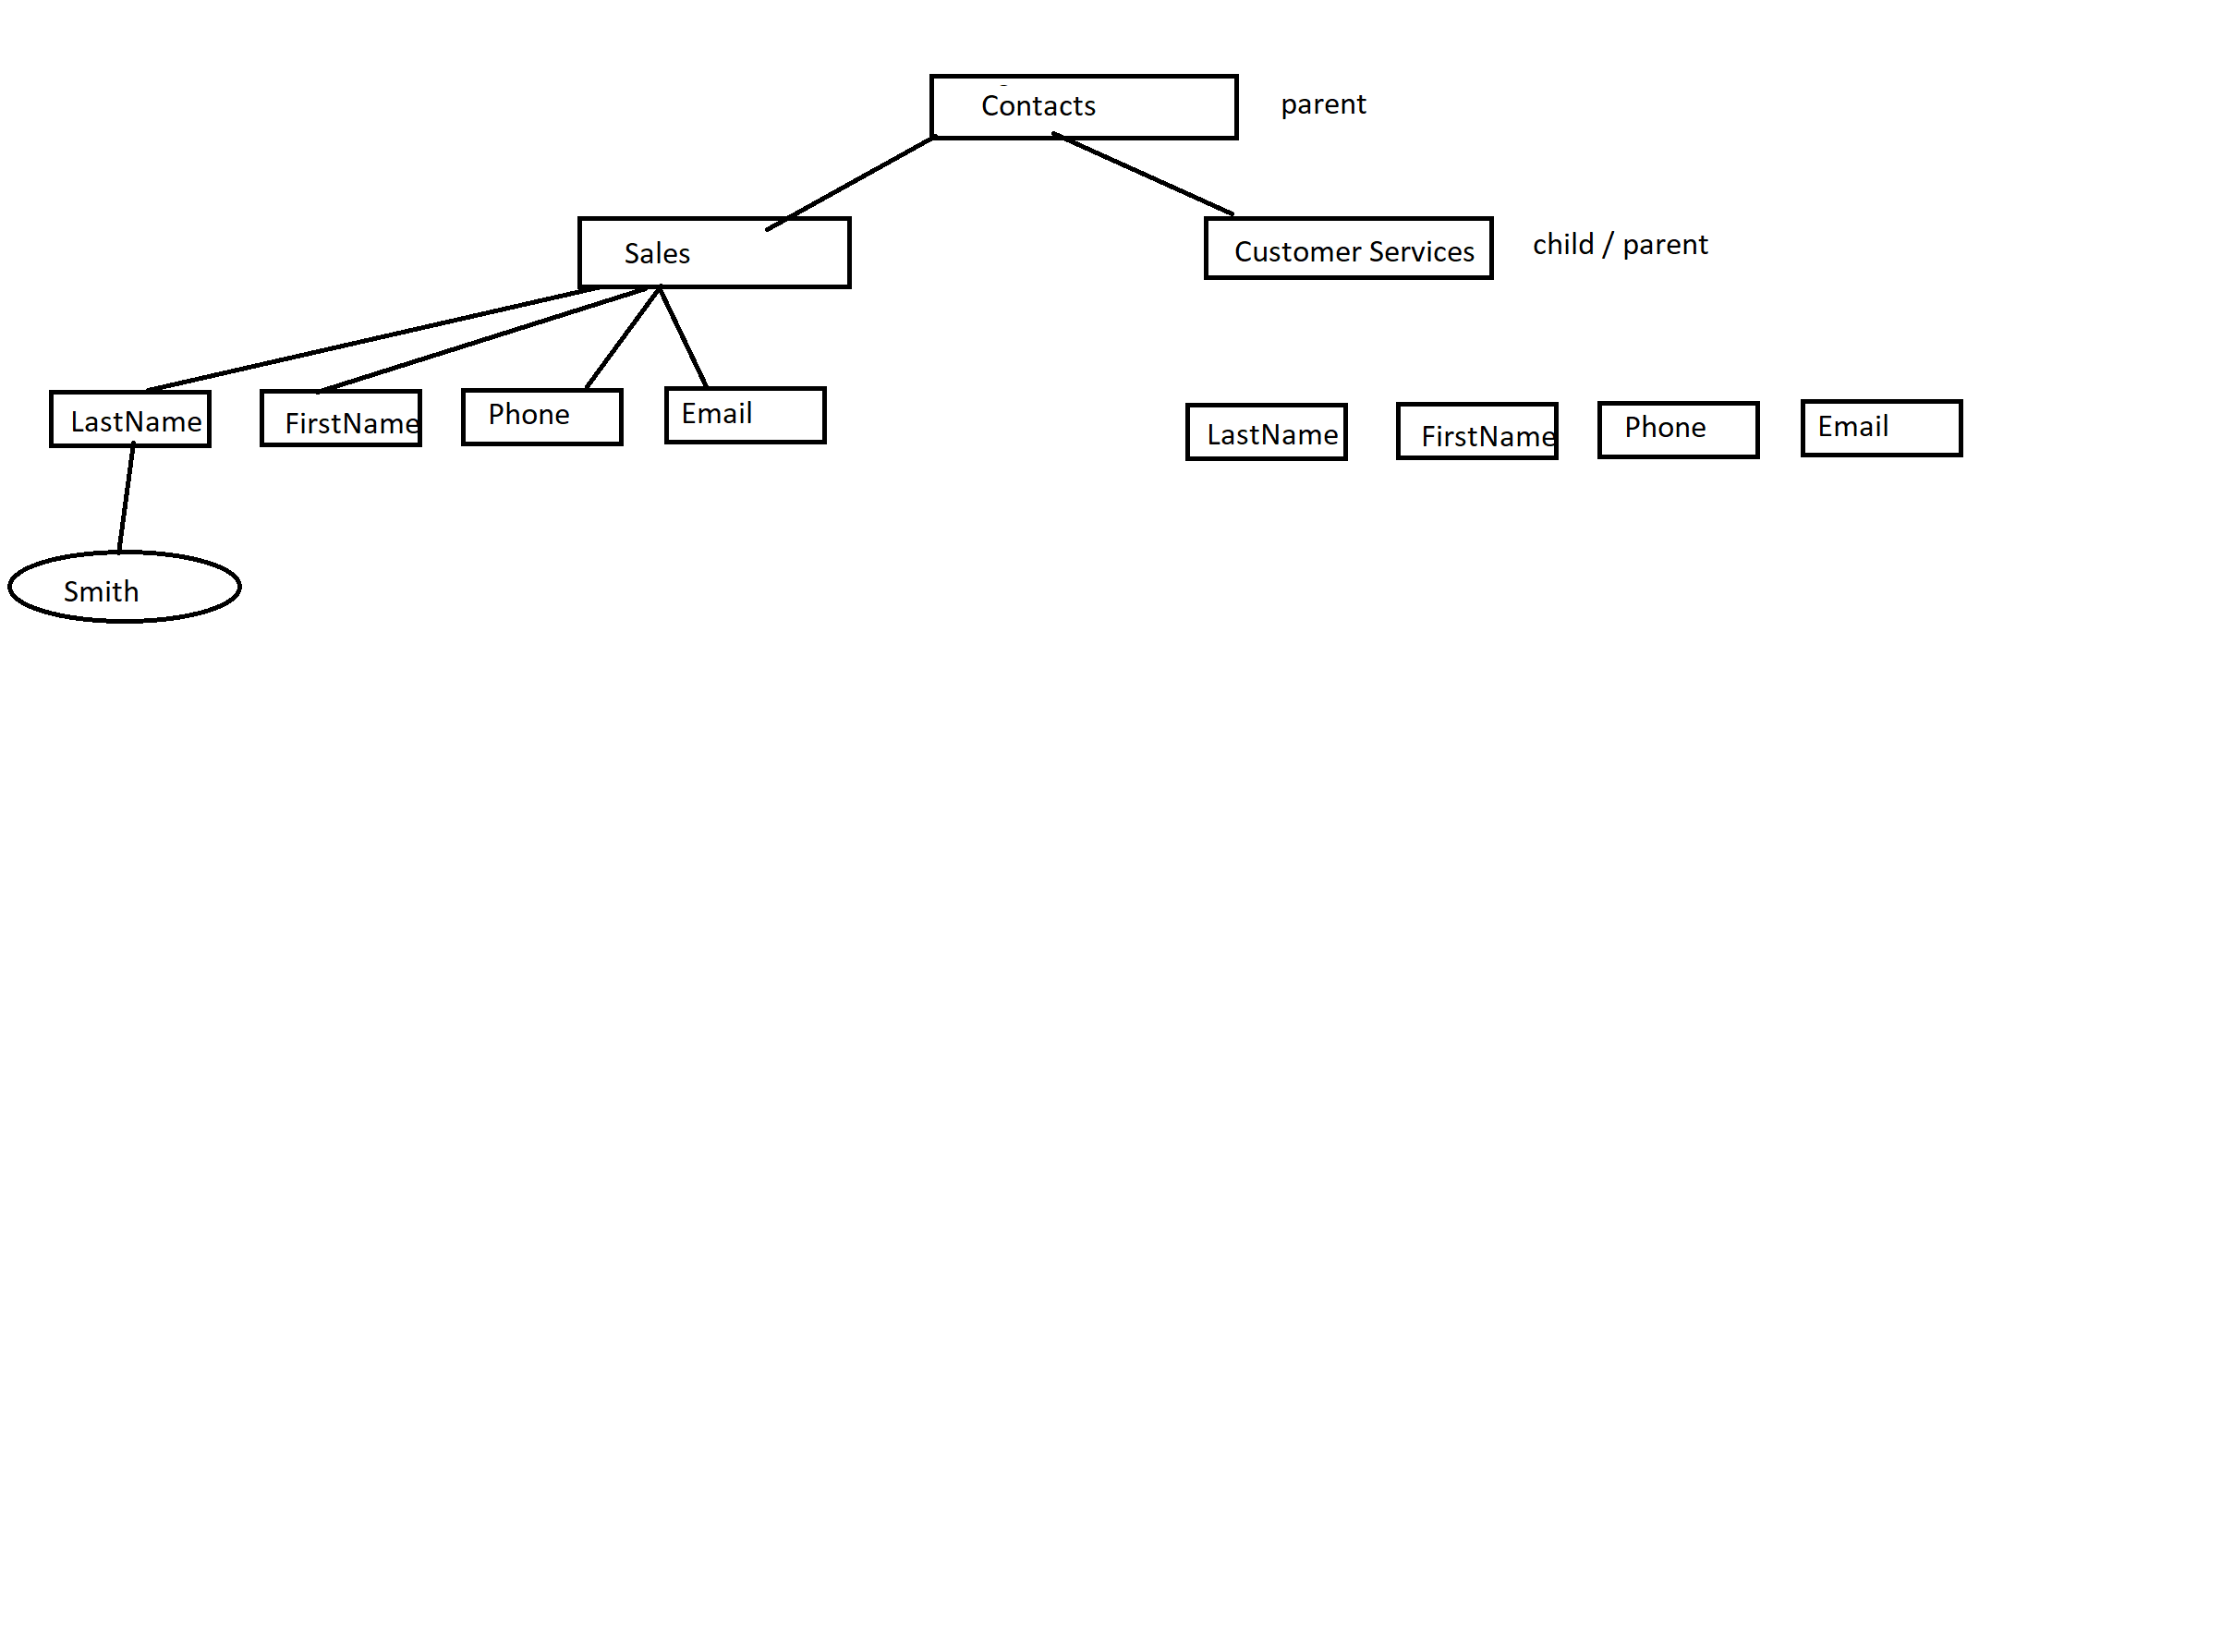 Contacts
parent
Sales
Customer Services
child / parent
LastName
FirstName
Phone
Email
LastName
FirstName
Phone
Email
Smith